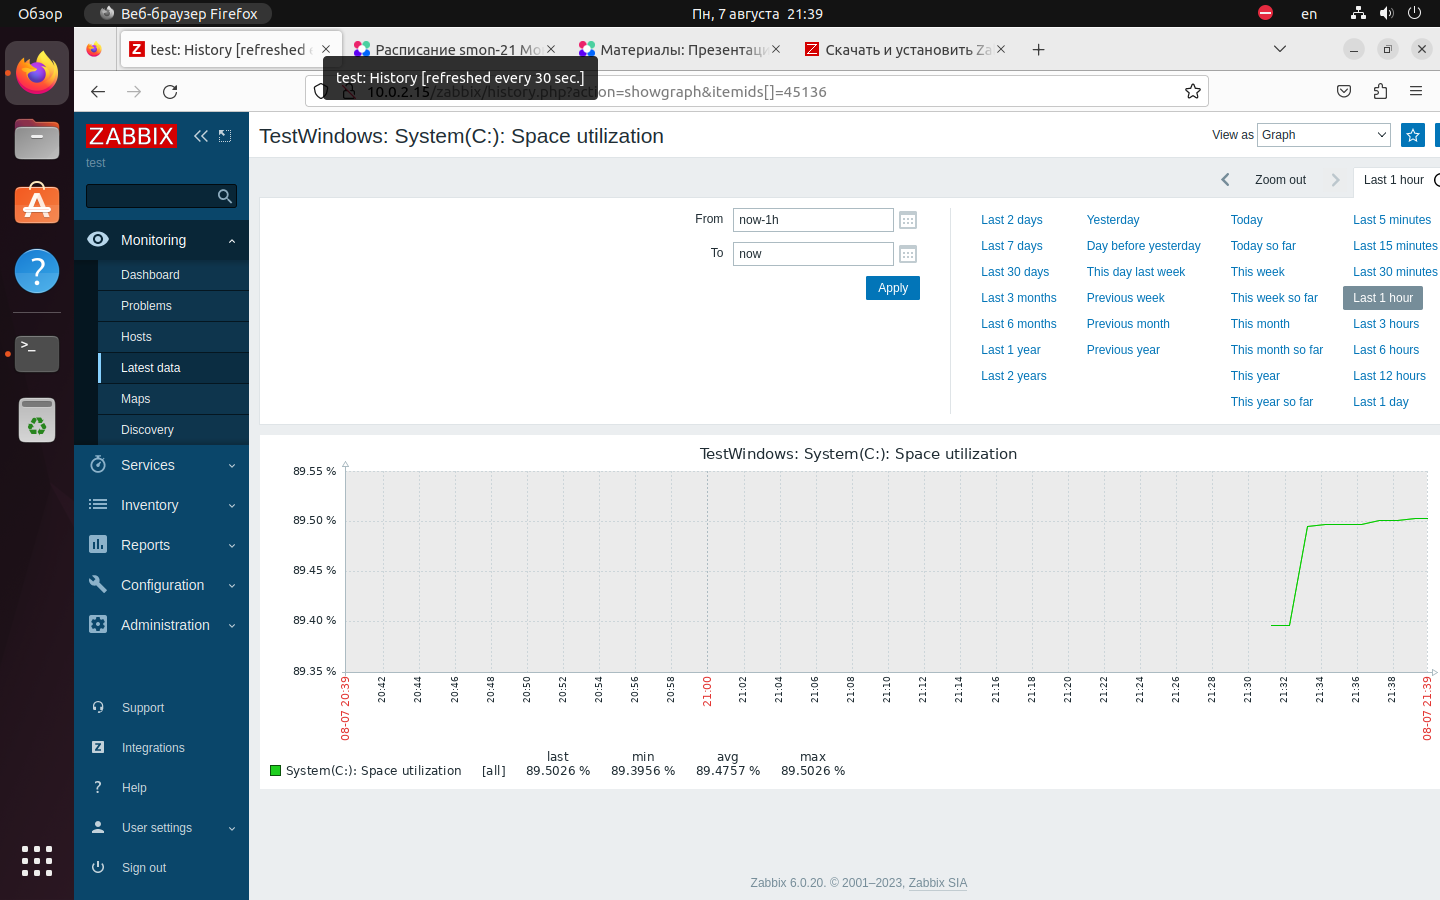 Обзор
Веб-браузер Firefox
Пн, 7 августа 21:39
en
test: History [refreshed e
Расписание smon-21 Мо
Материалы: Презентаци
Скачать и установить Za
test: History [refreshed every 30 sec.]
10.0.2.15/zabbix/history.php?action=showgraph&itemids[]=45136
ZABBIX
test
TestWindows: System(C:): Space utilization
View as
Graph
Zoom out
Last 1 hour
From
now-1h
To
now
Apply
Last 2 days
Yesterday
Today
Last 5 minutes
Last 7 days
Day before yesterday
Today so far
Last 15 minutes
Last 30 days
This day last week
This week
Last 30 minutes
Last 3 months
Previous week
This week so far
Last 1 hour
Last 6 months
Previous month
This month
Last 3 hours
Last 1 year
Previous year
This month so far
Last 6 hours
Last 2 years
This year
Last 12 hours
This year so far
Last 1 day
Monitoring
Dashboard
Problems
Hosts
Latest data
Maps
Discovery
Services
Inventory
Reports
Configuration
Administration
Support
Integrations
Help
User settings
Sign out
TestWindows: System(C:): Space utilization
89.55 %
89.50 %
89.45 %
89.40 %
89.35 %
08-07 20:39
20:42
20:44
20:46
20:48
20:50
20:52
20:54
20:56
20:58
21:00
21:02
21:04
21:06
21:08
21:10
21:12
21:14
21:16
21:18
21:20
21:22
21:24
21:26
21:28
21:30
21:32
21:34
21:36
21:38
08-07 21:39
last min avg max
System(C:): Space utilization [all] 89.5026 % 89.3956 % 89.4757 % 89.5026 %
Zabbix 6.0.20. © 2001–2023, Zabbix SIA